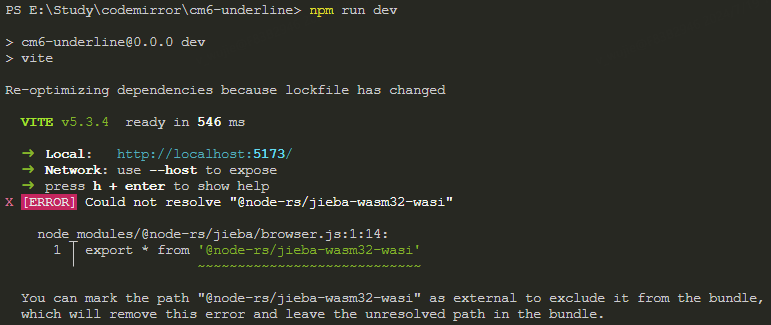 PS E:\Study\codemirror\cm6-underline> npm run dev
> cm6-underline@0.0.0 dev
> vite
Re-optimizing dependencies because lockfile has changed
VITE v5.3.4 ready in 546 ms
➜ Local: http://localhost:5173/
➜ Network: use --host to expose
➜ press h + enter to show help
X [ERROR] Could not resolve "@node-rs/jieba-wasm32-wasi"
node_modules/@node-rs/jieba/browser.js:1:14:
1 │ export * from '@node-rs/jieba-wasm32-wasi'
~~~~~~~~~~~~~~~~~~~~~~~~~~~~
You can mark the path "@node-rs/jieba-wasm32-wasi" as external to exclude it from the bundle,
which will remove this error and leave the unresolved path in the bundle.